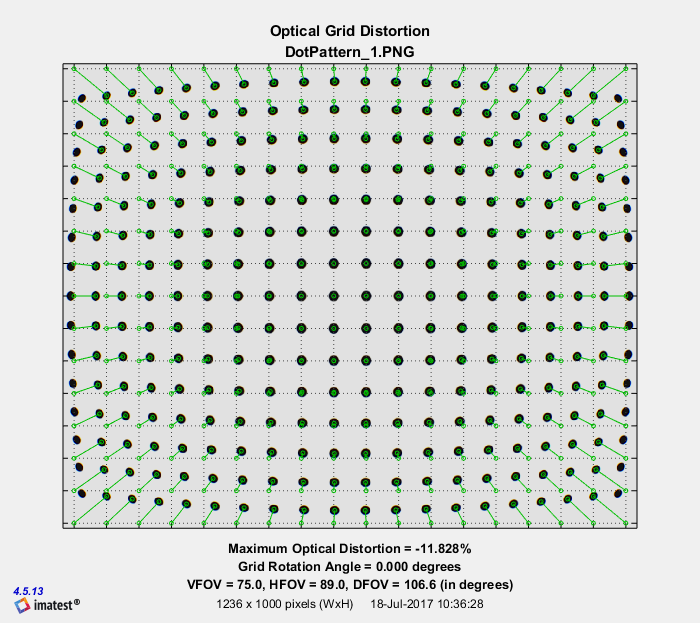 Optical Grid Distortion
DotPattern_1.PNG
Maximum Optical Distortion = -11.828%
Grid Rotation Angle = 0.000 degrees
VFOV = 75.0, HFOV = 89.0, DFOV = 106.6 (in degrees)
1236 x 1000 pixels (WxH) 18-Jul-2017 10:36:28
4.5.13
imatest®